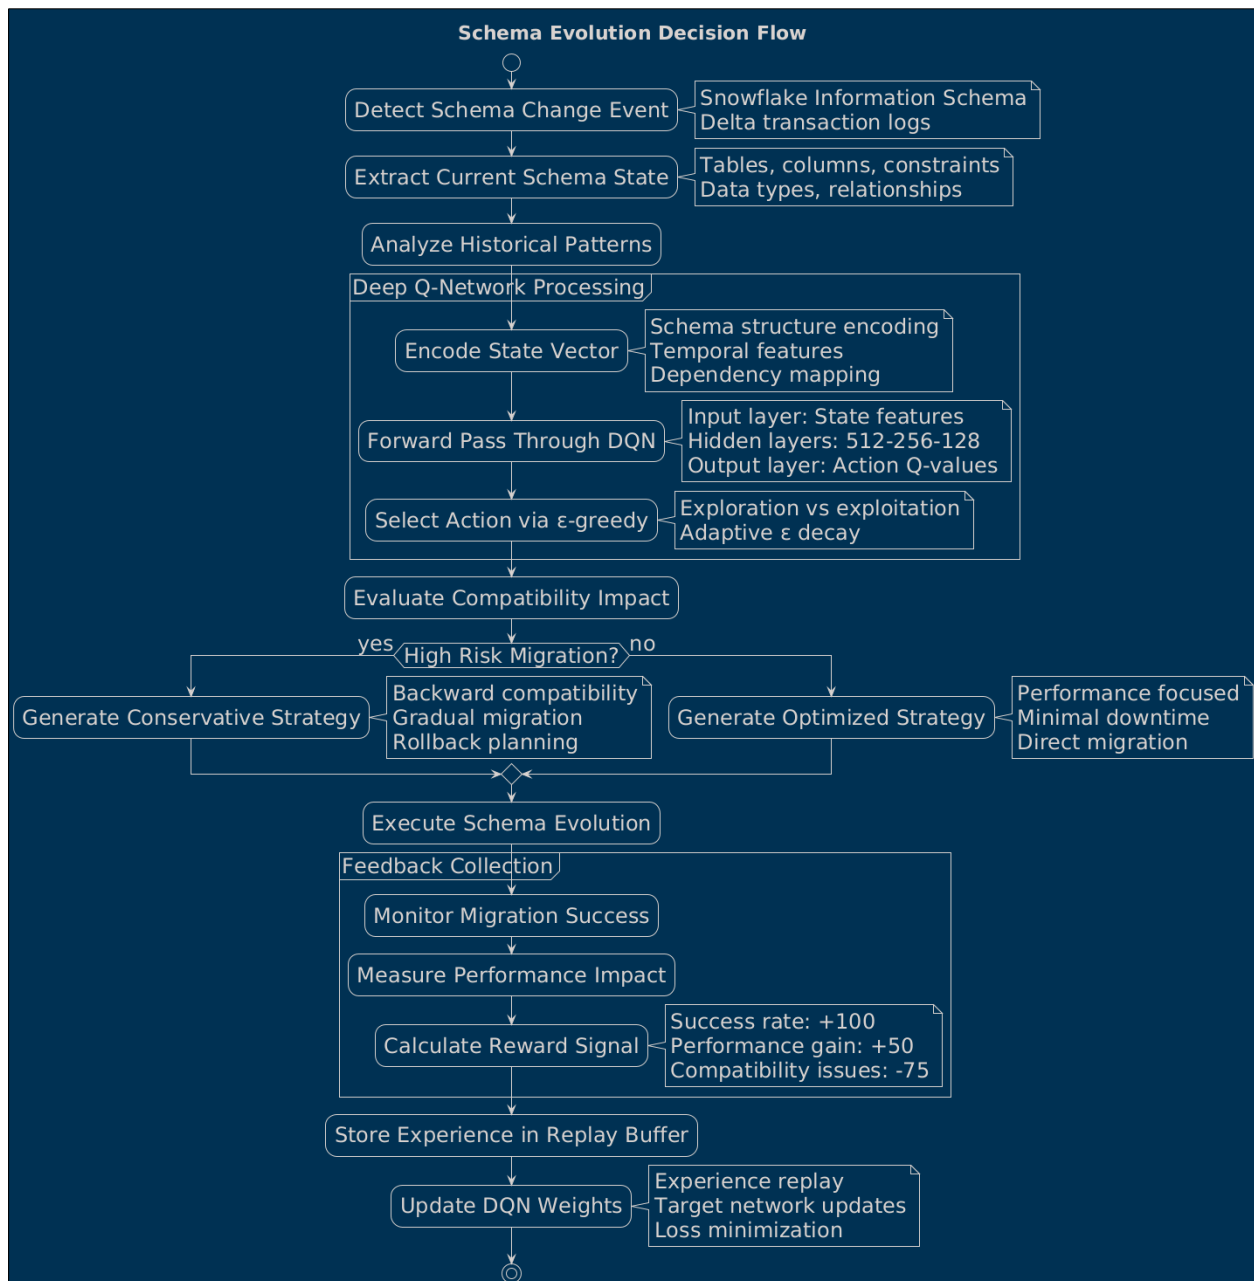 Schema Evolution Decision Flow
Detect Schema Change Event
Snowflake Information Schema
Delta transaction logs
Extract Current Schema State
Tables, columns, constraints
Data types, relationships
Analyze Historical Patterns
Deep Q-Network Processing
Encode State Vector
Schema structure encoding
Temporal features
Dependency mapping
Forward Pass Through DQN
Input layer: State features
Hidden layers: 512-256-128
Output layer: Action Q-values
Select Action via ε-greedy
Exploration vs exploitation
Adaptive ε decay
Evaluate Compatibility Impact
yes
High Risk Migration?
no
Generate Conservative Strategy
Backward compatibility
Gradual migration
Rollback planning
Generate Optimized Strategy
Performance focused
Minimal downtime
Direct migration
Execute Schema Evolution
Feedback Collection
Monitor Migration Success
Measure Performance Impact
Calculate Reward Signal
Success rate: +100
Performance gain: +50
Compatibility issues: -75
Store Experience in Replay Buffer
Update DQN Weights
Experience replay
Target network updates
Loss minimization